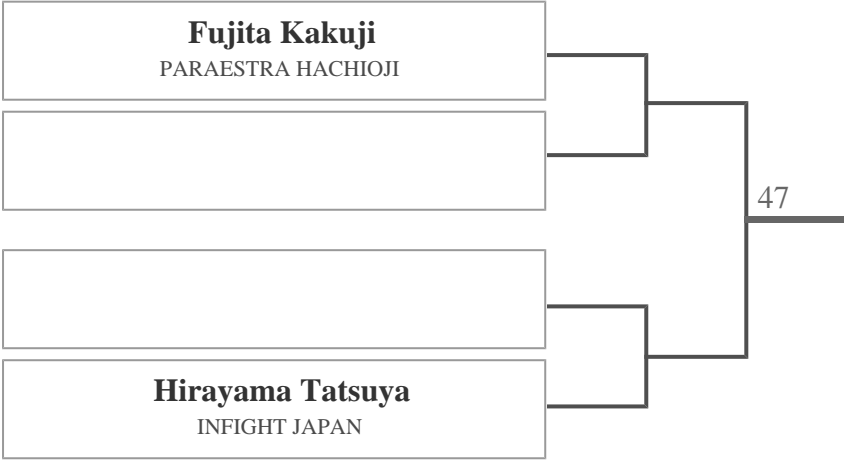 Fujita Kakuji
PARAESTRA HACHIOJI
47
Hirayama Tatsuya
INFIGHT JAPAN